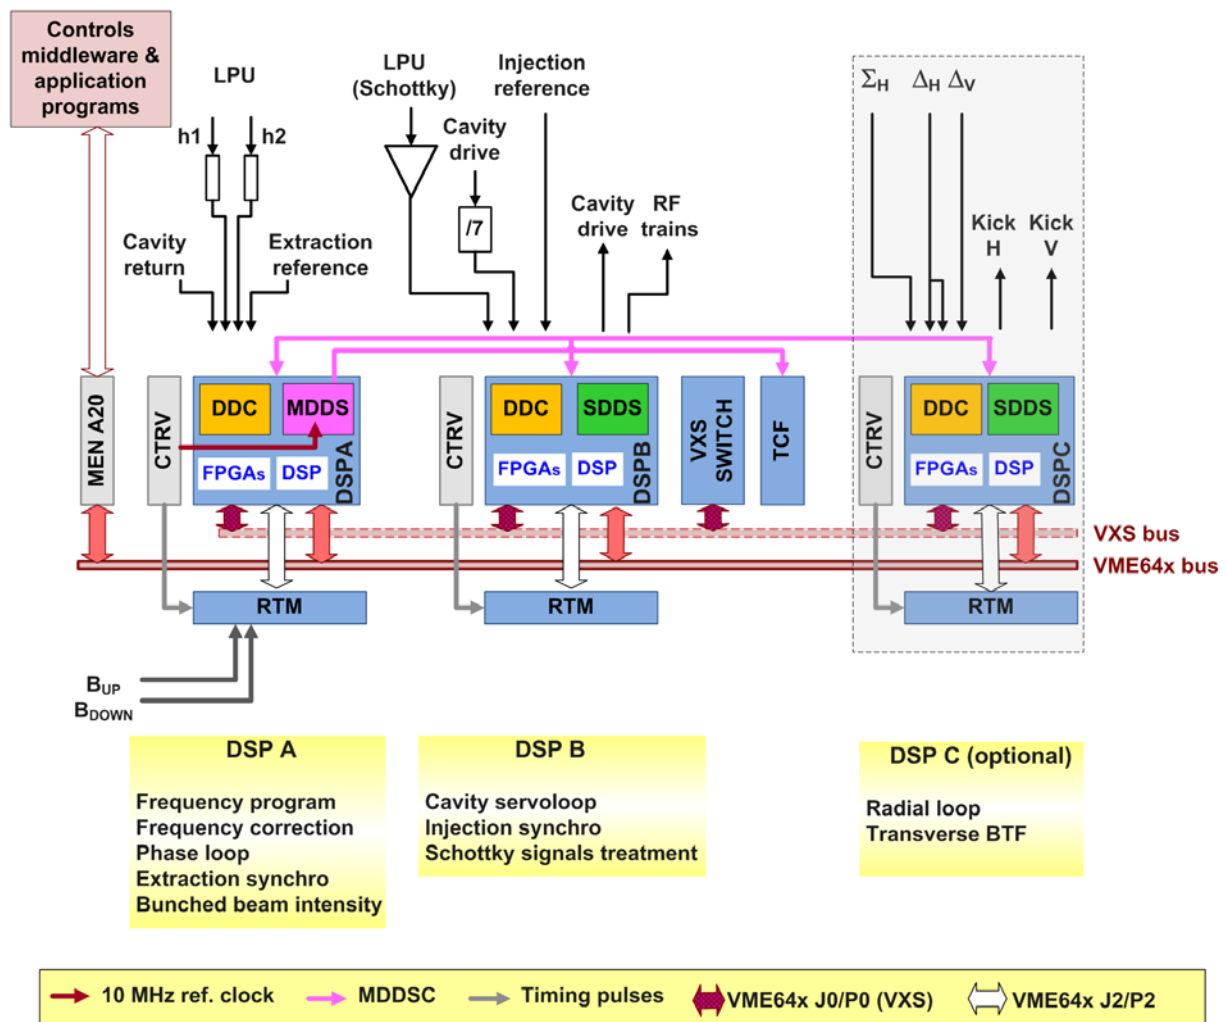 Controls
middleware &
application
programs
LPU
h1
h2
Cavity
return
Extraction
reference
LPU
(Schottky)
Cavity
drive
/7
Injection
reference
Cavity
drive
RF
trains
ΣH
ΔH
ΔV
Kick
H
Kick
V
MEN A20
CTRV
DDC
MDDS
FPGAs
DSP
DSPA
CTRV
DDC
SDDS
FPGAs
DSP
DSPB
VXS
SWITCH
TCF
CTRV
DDC
SDDS
FPGAs
DSP
DSPC
VXS bus
VME64x bus
RTM
RTM
RTM
BUP
BDOWN
DSP A
Frequency program
Frequency correction
Phase loop
Extraction synchro
Bunched beam intensity
DSP B
Cavity servoloop
Injection synchro
Schottky signals treatment
DSP C (optional)
Radial loop
Transverse BTF
10 MHz ref. clock
MDDSC
Timing pulses
VME64x J0/P0 (VXS)
VME64x J2/P2